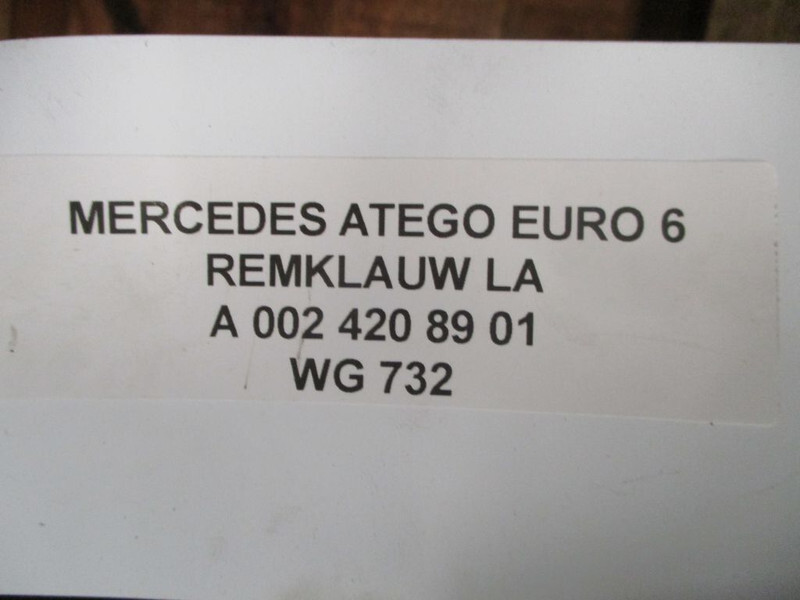 MERCEDES ATEGO EURO 6
REMKLAUW LA
A 002 420 89 01
WG 732